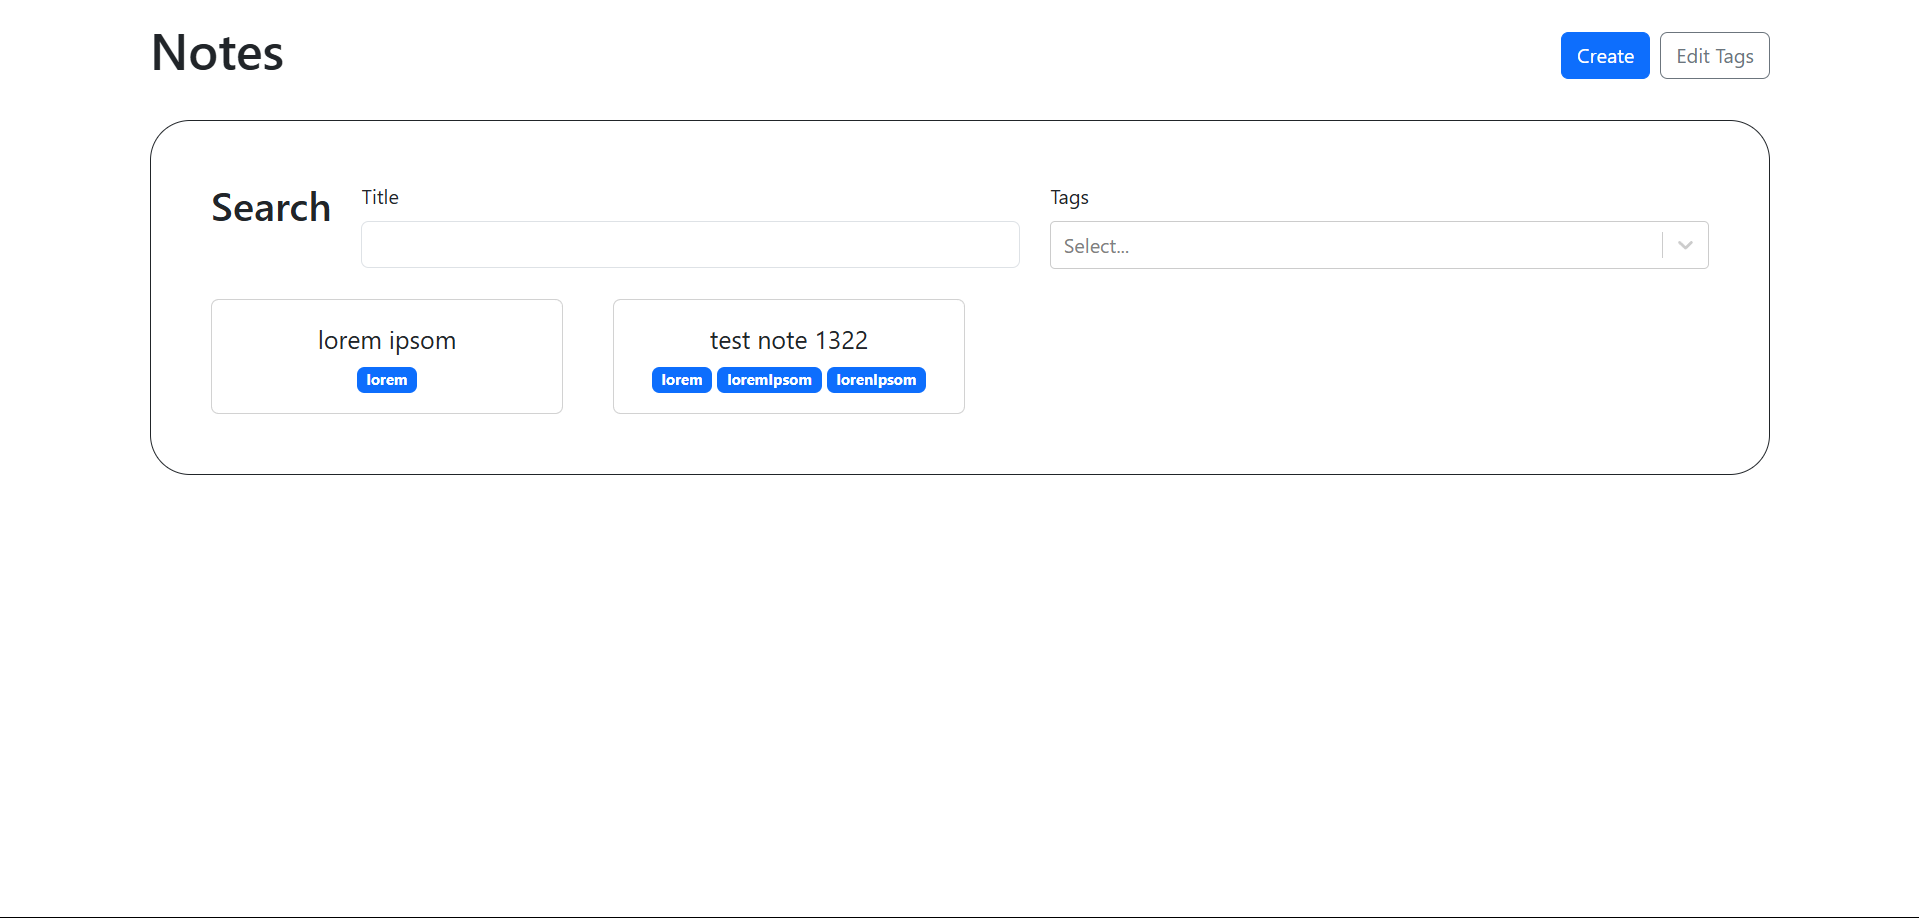 Notes
Create
Edit Tags
Search
Title
Tags
Select...
lorem ipsom
lorem
test note 1322
lorem loremIpsom lorenIpsom